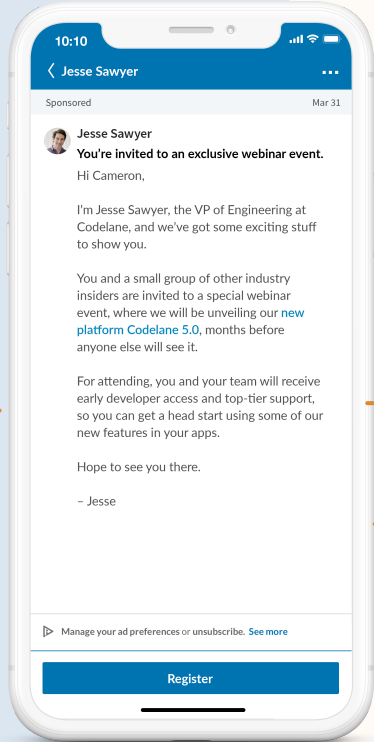 10:10
Jesse Sawyer
Sponsored Mar 31
Jesse Sawyer
You're invited to an exclusive webinar event.
Hi Cameron,
I'm Jesse Sawyer, the VP of Engineering at
Codelane, and we've got some exciting stuff
to show you.
You and a small group of other industry
insiders are invited to a special webinar
event, where we will be unveiling our new
platform Codelane 5.0, months before
anyone else will see it.
For attending, you and your team will receive
early developer access and top-tier support,
so you can get a head start using some of our
new features in your apps.
Hope to see you there.
– Jesse
Manage your ad preferences or unsubscribe. See more
Register